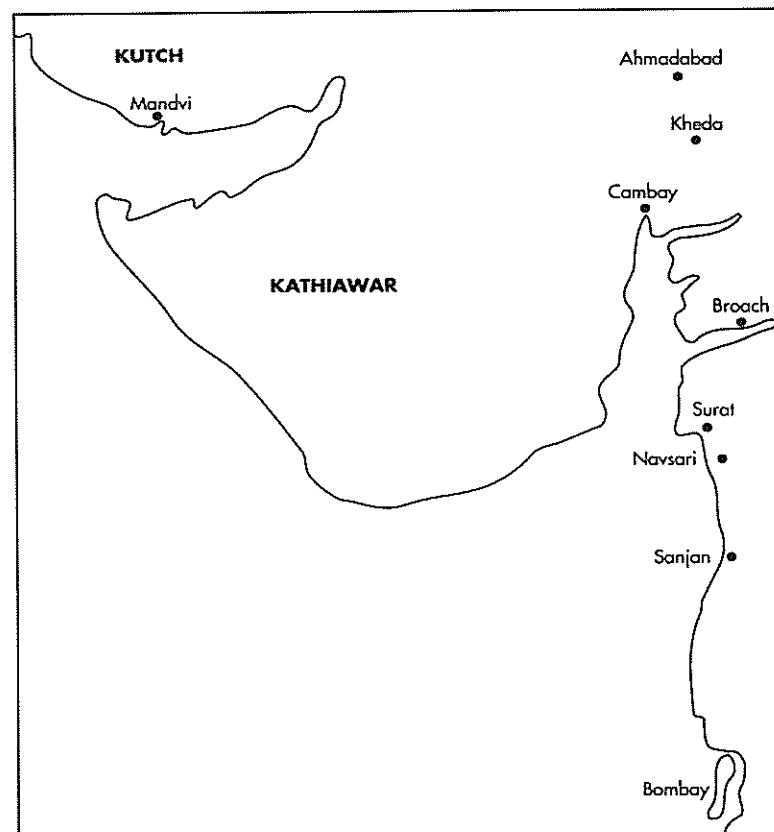 KUTCH
Ahmadabad
Mandvi
Kheda
Cambay
KATHIAWAR
Broach
Surat
Navsari
Sanjan
Bombay